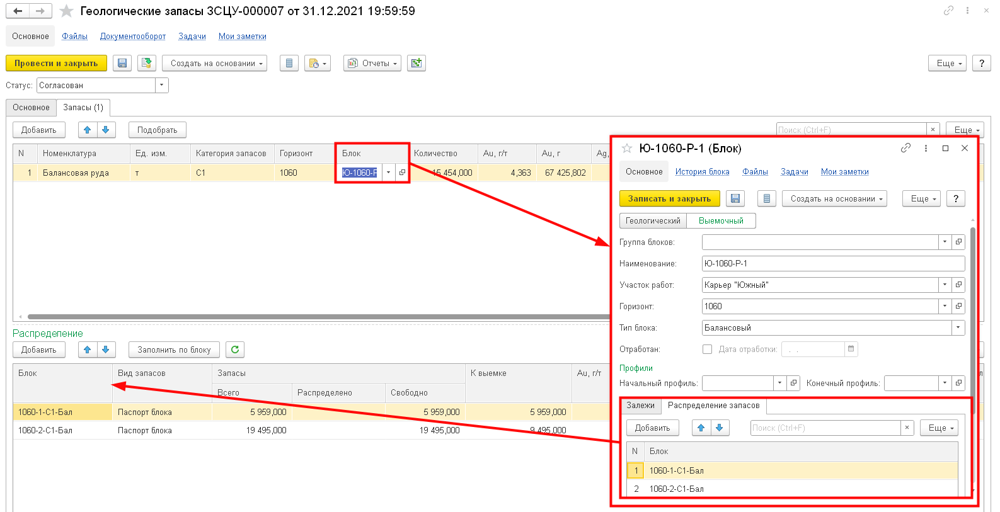 Геологические запасы ЗСЦУ-000007 от 31.12.2021 19:59:59
Основное Файлы Документооборот Задачи Мои заметки
Провести и закрыть Создать на основании Отчеты Еще ?
Статус: Согласован
Основное Запасы (1)
Добавить Подобрать Поиск (Ctrl+F) × Еще
N Номенклатура Ед. изм. Категория запасов Горизонт Блок Количество Au, г/т Au, г Ag,
1 Балансовая руда т С1 1060 Ю-1060-Р 15 454,000 4,363 67 425,802
Распределение
Добавить Заполнить по блоку
Блок Вид запасов Запасы К выемке Au, г/т
Всего Распределено Свободно
1060-1-С1-Бал Паспорт блока 5 959,000 5 959,000 5 959,000
1060-2-С1-Бал Паспорт блока 19 495,000 19 495,000 9 495,000
Ю-1060-Р-1 (Блок)
Основное История блока Файлы Задачи Мои заметки
Записать и закрыть Создать на основании Еще ?
Геологический Выемочный
Группа блоков:
Наименование: Ю-1060-Р-1
Участок работ: Карьер "Южный"
Горизонт: 1060
Тип блока: Балансовый
Отработан: Дата отработки: . .
Профили
Начальный профиль: Конечный профиль:
Залежи Распределение запасов
Добавить Поиск (Ctrl+F) × Еще
N Блок
1 1060-1-С1-Бал
2 1060-2-С1-Бал